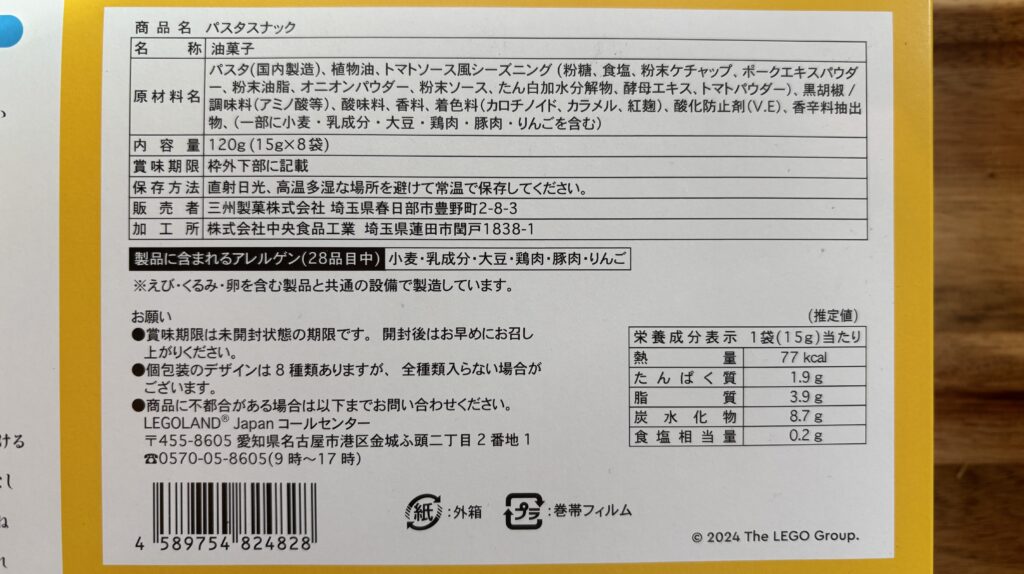 商品名 パスタスナック
名称 油菓子
原材料名 パスタ(国内製造)、植物油、トマトソース風シーズニング (粉糖、食塩、粉末ケチャップ、ポークエキスパウダ
ー、粉末油脂、オニオンパウダー、粉末ソース、たん白加水分解物、酵母エキス、トマトパウダー)、黒胡椒 /
調味料(アミノ酸等)、酸味料、香料、着色料(カロチノイド、カラメル、紅麹)、酸化防止剤(V.E)、香辛料抽出
物、(一部に小麦・乳成分・大豆・鶏肉・豚肉・りんごを含む)
内容量 120g (15g×8袋)
賞味期限 枠外下部に記載
保存方法 直射日光、高温多湿な場所を避けて常温で保存してください。
販売者 三州製菓株式会社 埼玉県春日部市豊野町2-8-3
加工所 株式会社中央食品工業 埼玉県蓮田市閏戸1838-1
製品に含まれるアレルゲン(28品目中) 小麦・乳成分・大豆・鶏肉・豚肉・りんご
※えび・くるみ・卵を含む製品と共通の設備で製造しています。
お願い
●賞味期限は未開封状態の期限です。 開封後はお早めにお召し
上がりください。
●個包装のデザインは8種類ありますが、 全種類入らない場合が
ございます。
●商品に不都合がある場合は以下までお問い合わせください。
LEGOLAND® Japan コールセンター
〒455-8605 愛知県名古屋市港区金城ふ頭二丁目2番地1
☎0570-05-8605(9時〜17時)
(推定値)
栄養成分表示 1袋(15g)当たり
熱量 77 kcal
たんぱく質 1.9 g
脂質 3.9 g
炭水化物 8.7 g
食塩相当量 0.2 g
4 589754 824828
紙 :外箱 プラ :巻帯フィルム
© 2024 The LEGO Group.
ける
し
ね
れ